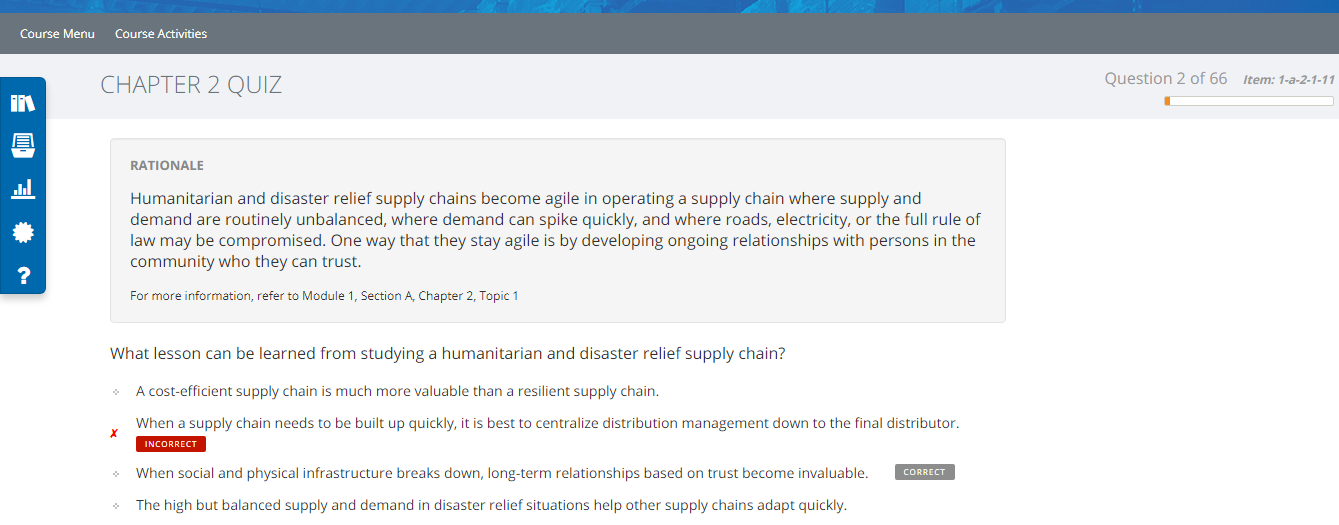 Course Menu Course Activities
CHAPTER 2 QUIZ
Question 2 of 66 Item: 1-a-2-1-11
RATIONALE
Humanitarian and disaster relief supply chains become agile in operating a supply chain where supply and
demand are routinely unbalanced, where demand can spike quickly, and where roads, electricity, or the full rule of
law may be compromised. One way that they stay agile is by developing ongoing relationships with persons in the
community who they can trust.
For more information, refer to Module 1, Section A, Chapter 2, Topic 1
What lesson can be learned from studying a humanitarian and disaster relief supply chain?
A cost-efficient supply chain is much more valuable than a resilient supply chain.
When a supply chain needs to be built up quickly, it is best to centralize distribution management down to the final distributor.
INCORRECT
When social and physical infrastructure breaks down, long-term relationships based on trust become invaluable. CORRECT
The high but balanced supply and demand in disaster relief situations help other supply chains adapt quickly.